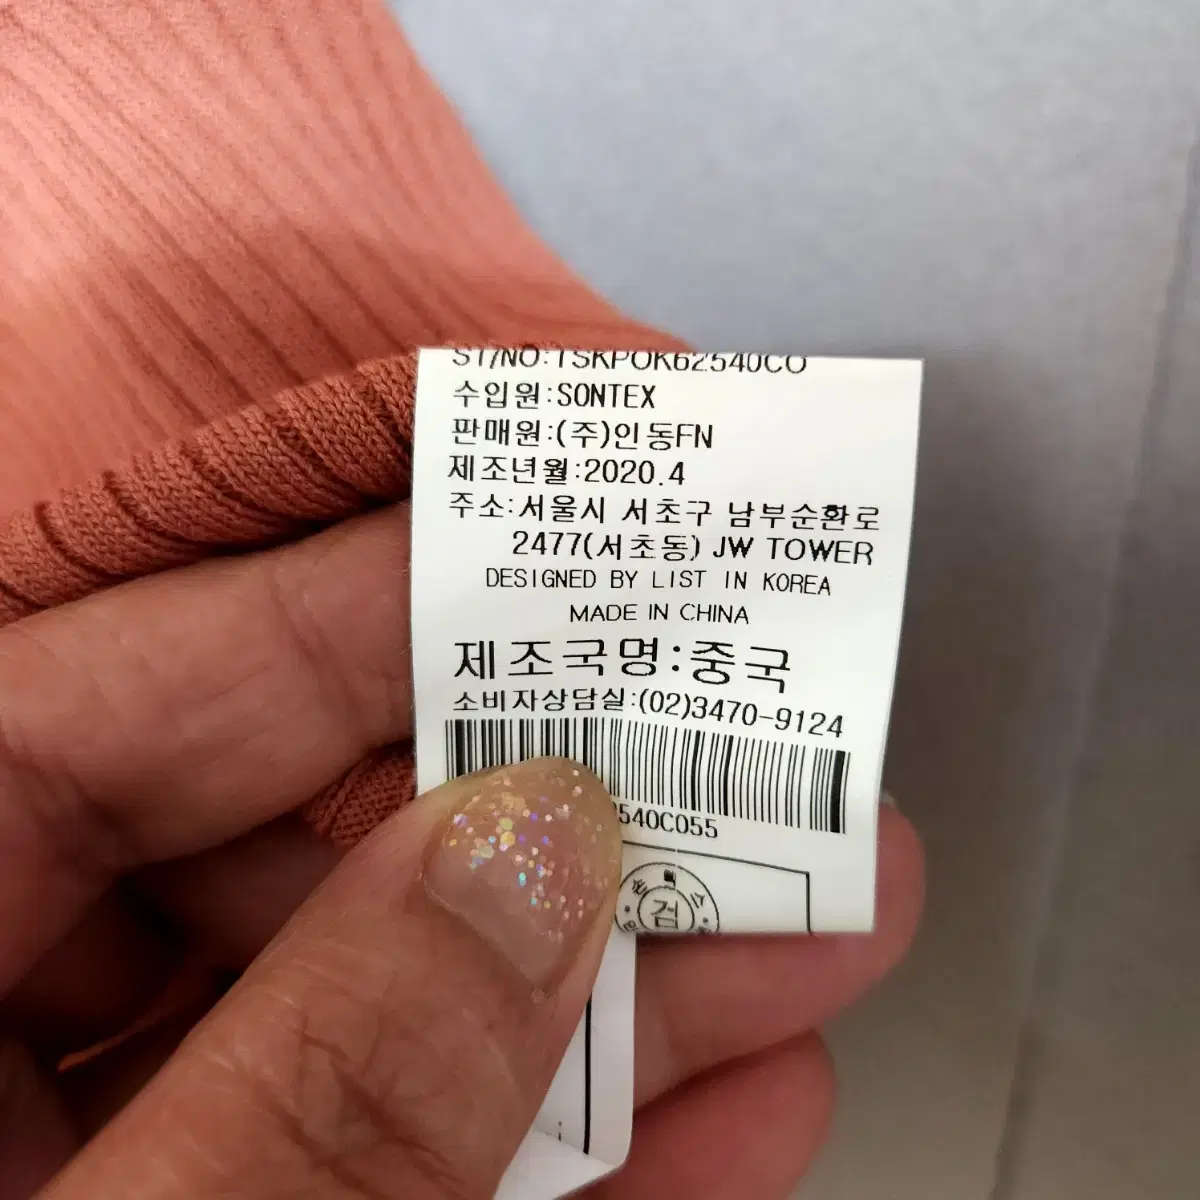 ST/NO:TSKPOK62540CO
수입원:SONTEX
판매원:(주)인동FN
제조년월:2020.4
주소:서울시 서초구 남부순환로
2477(서초동) JW TOWER
DESIGNED BY LIST IN KOREA
MADE IN CHINA
제조국명:중국
소비자상담실:(02)3470-9124
540C055
검